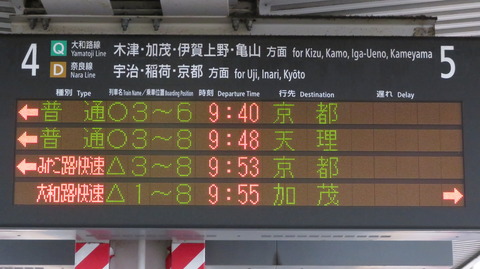 4 Q 大和路線 Yamatoji Line 木津・加茂・伊賀上野・亀山 方面 for Kizu, Kamo, Iga-Ueno, Kameyama 5
D 奈良線 Nara Line 宇治・稲荷・京都 方面 for Uji, Inari, Kyōto
種別 Type 列車名 Train Name / 乗車位置 Boarding Position 時刻 Departure Time 行先 Destination 遅れ Delay
← 普通 ○ 3～6 9:40 京都
← 普通 ○ 3～8 9:48 天理
← みやこ路快速 △ 3～8 9:53 京都
大和路快速 △ 1～8 9:55 加茂 →